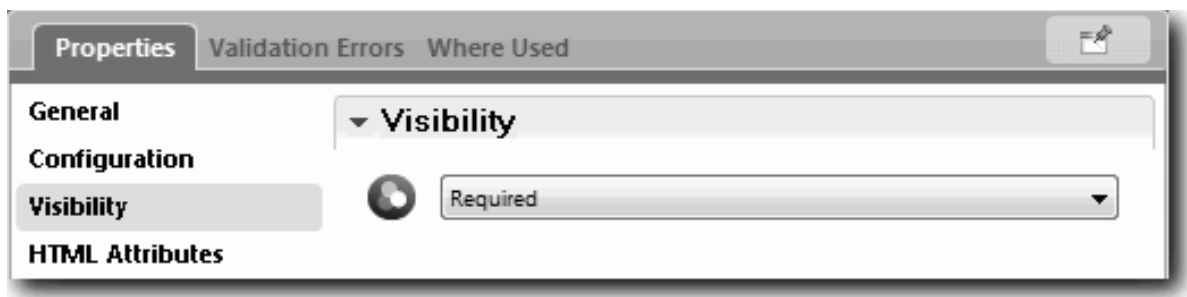 Properties Validation Errors Where Used
General
Configuration
Visibility
HTML Attributes
Visibility
Required